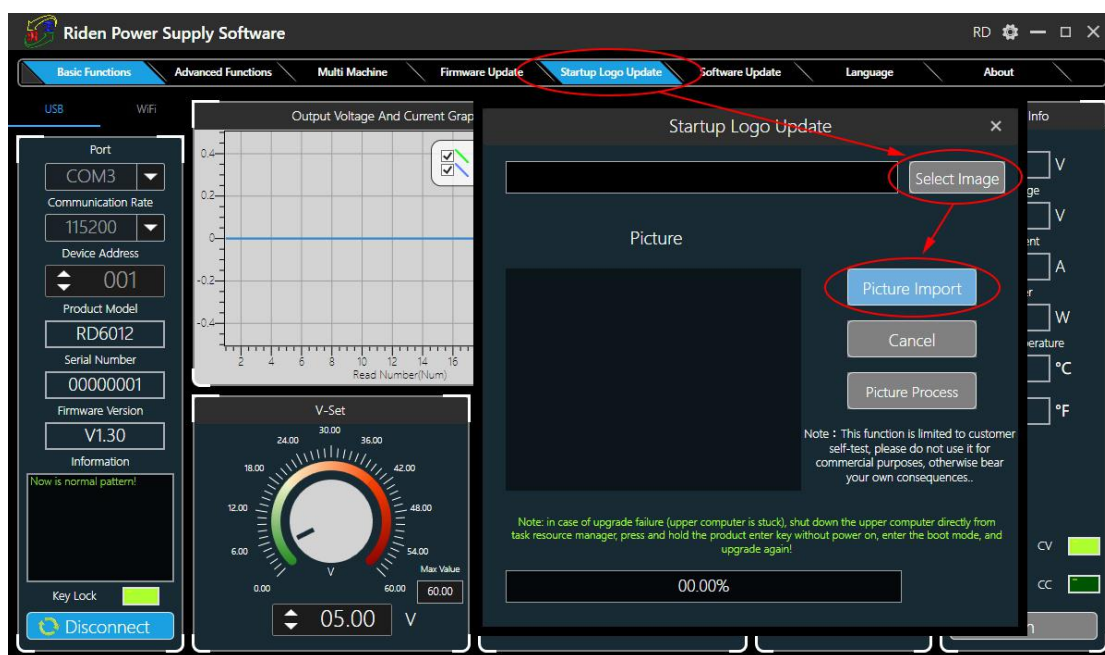 Riden Power Supply Software
RD
Basic Functions
Advanced Functions
Multi Machine
Firmware Update
Startup Logo Update
Software Update
Language
About
USB
WiFi
Port
COM3
Communication Rate
115200
Device Address
001
Product Model
RD6012
Serial Number
00000001
Firmware Version
V1.30
Information
Now is normal pattern!
Key Lock
Disconnect
Output Voltage And Current Grap
0.4
0.2
0
-0.2
-0.4
2 4 6 8 10 12 14 16
Read Number(Num)
V-Set
0.00
6.00
12.00
18.00
24.00
30.00
36.00
42.00
48.00
54.00
60.00
V
Max Value
60.00
05.00 V
Startup Logo Update
Select Image
Picture
Picture Import
Cancel
Picture Process
Note : This function is limited to customer
self-test, please do not use it for
commercial purposes, otherwise bear
your own consequences..
Note: in case of upgrade failure (upper computer is stuck), shut down the upper computer directly from
task resource manager, press and hold the product enter key without power on, enter the boot mode, and
upgrade again!
00.00%
Info
V
ge
V
ent
A
er
W
erature
°C
°F
CV
CC
n